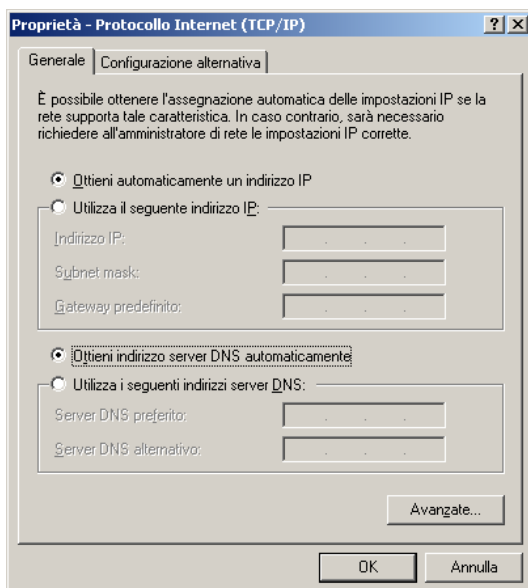 Proprietà - Protocollo Internet (TCP/IP)
Generale
Configurazione alternativa
È possibile ottenere l'assegnazione automatica delle impostazioni IP se la
rete supporta tale caratteristica. In caso contrario, sarà necessario
richiedere all'amministratore di rete le impostazioni IP corrette.
Ottieni automaticamente un indirizzo IP
Utilizza il seguente indirizzo IP:
Indirizzo IP:
Subnet mask:
Gateway predefinito:
Ottieni indirizzo server DNS automaticamente
Utilizza i seguenti indirizzi server DNS:
Server DNS preferito:
Server DNS alternativo:
Avanzate...
OK
Annulla